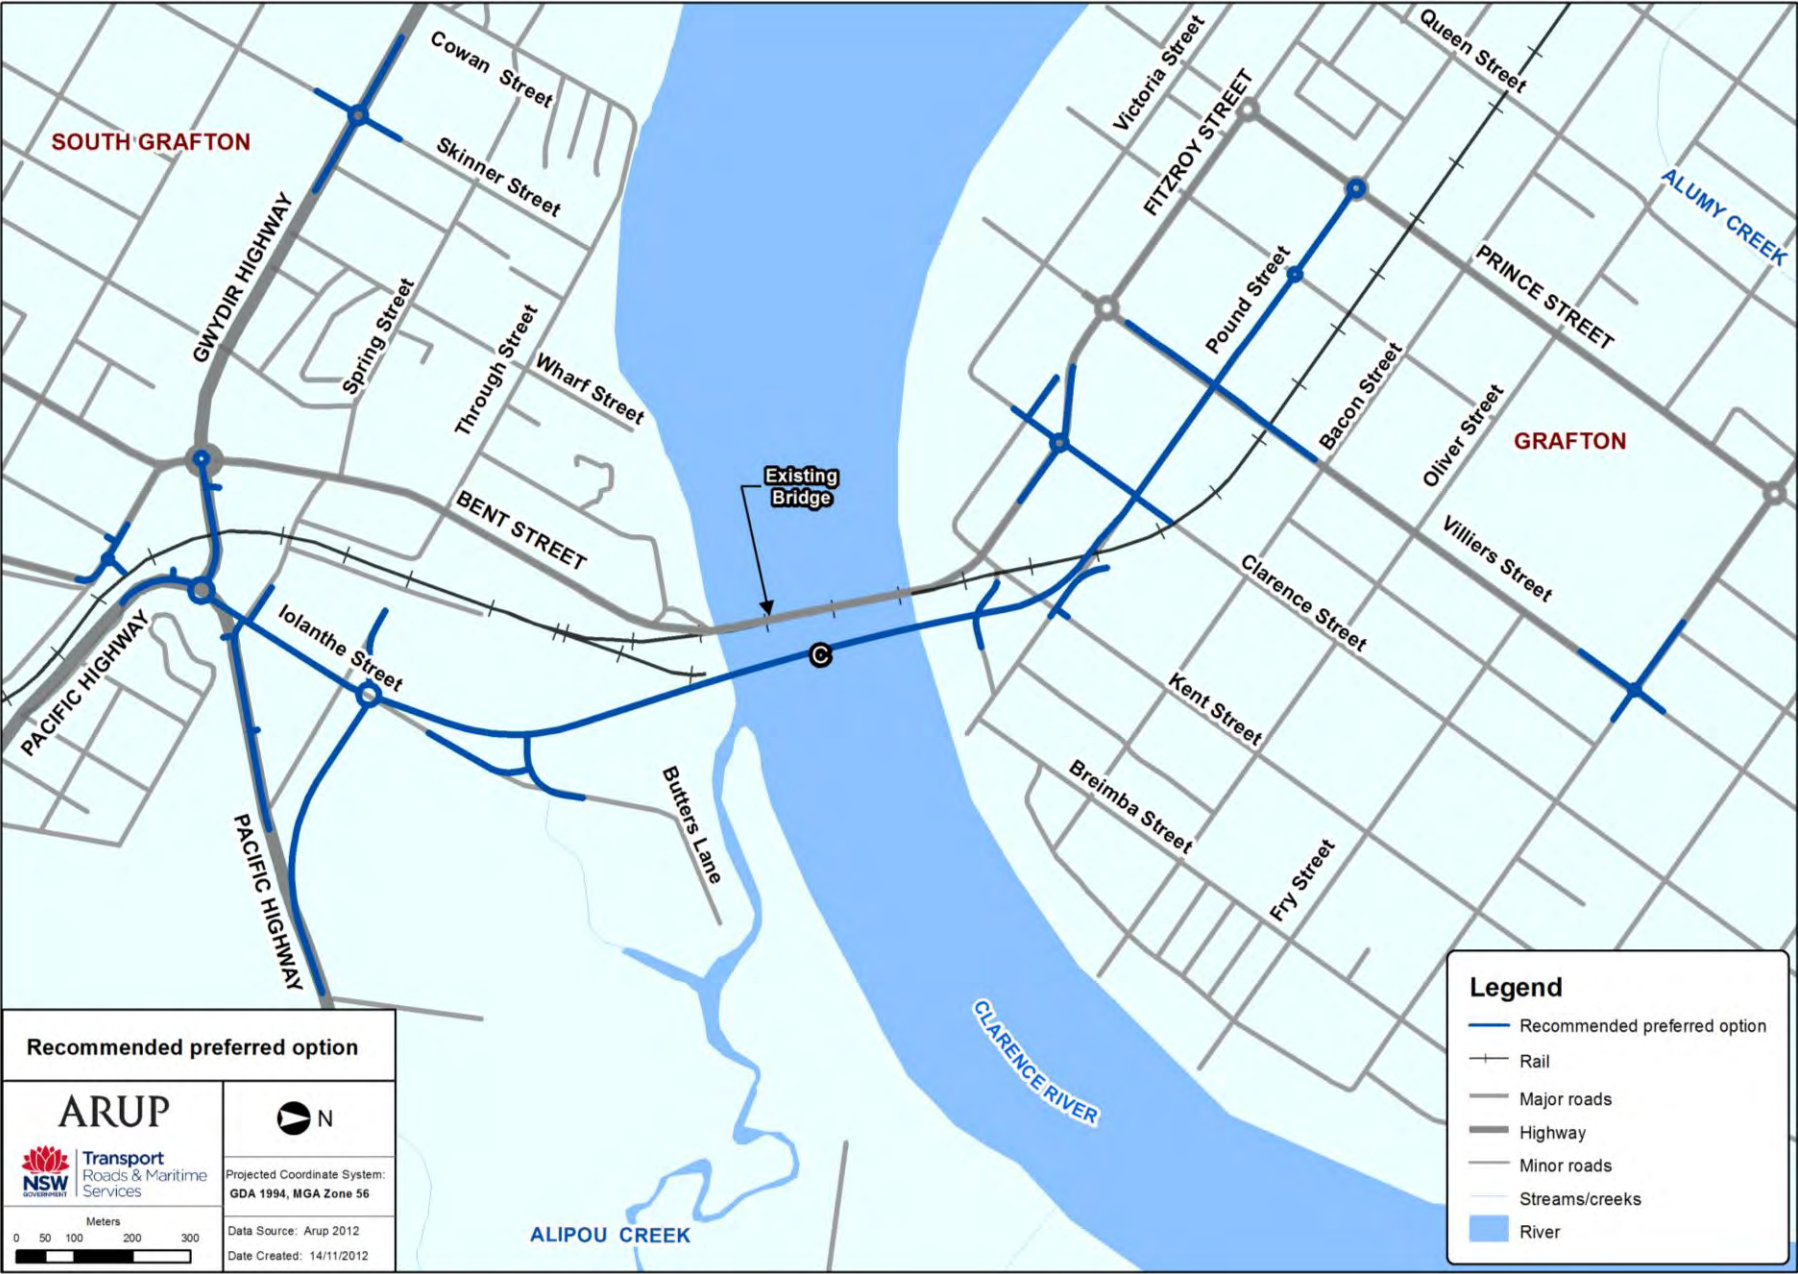 Cowan Street
SOUTH GRAFTON
Skinner Street
GWYDIR HIGHWAY
Spring Street
Through Street
Wharf Street
BENT STREET
Existing
Bridge
C
Iolanthe Street
PACIFIC HIGHWAY
PACIFIC HIGHWAY
Butters Lane
Victoria Street
FITZROY STREET
Queen Street
ALUMY CREEK
PRINCE STREET
Pound Street
Bacon Street
Oliver Street
GRAFTON
Villiers Street
Clarence Street
Kent Street
Breimba Street
Fry Street
CLARENCE RIVER
ALIPOU CREEK
Recommended preferred option
ARUP
NSW
GOVERNMENT
Transport
Roads & Maritime
Services
Meters
0 50 100 200 300
N
Projected Coordinate System:
GDA 1994, MGA Zone 56
Data Source: Arup 2012
Date Created: 14/11/2012
Legend
Recommended preferred option
Rail
Major roads
Highway
Minor roads
Streams/creeks
River